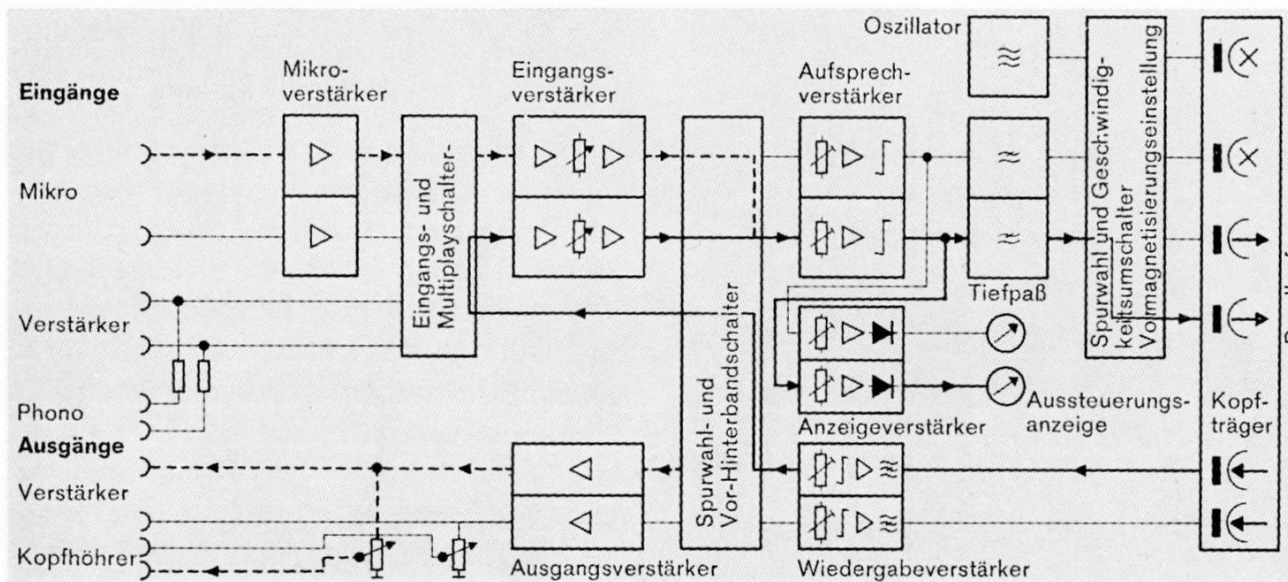 Oszillator
Mikro-
verstärker
Eingangs-
verstärker
Aufsprech-
verstärker
Eingänge
Mikro
Eingangs- und
Multiplayschalter-
Spurwahl- und
Vor-Hinterbandschalter
Spurwahl und Geschwindig-
keitsumschalter
Vormagnetisierungseinstellung
Tiefpaß
Verstärker
Phono
Ausgänge
Anzeigeverstärker
Aussteuerungs-
anzeige
Kopf-
träger
Verstärker
Kopfhöhrer
Ausgangsverstärker
Wiedergabeverstärker